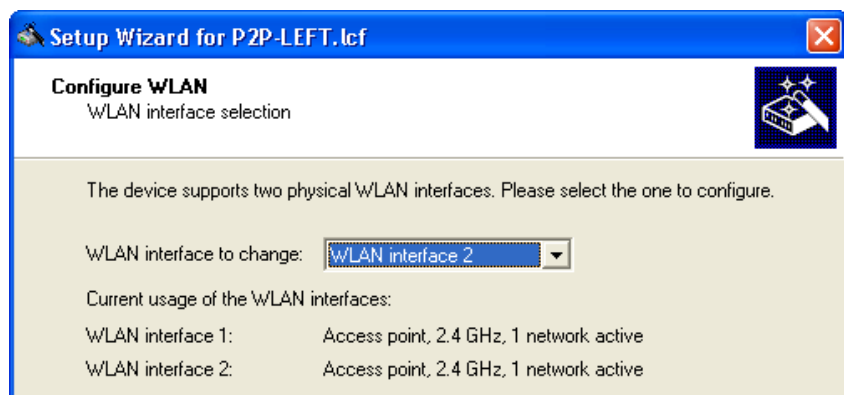 Setup Wizard for P2P-LEFT.lcf
Configure WLAN
WLAN interface selection
The device supports two physical WLAN interfaces. Please select the one to configure.
WLAN interface to change: WLAN interface 2
Current usage of the WLAN interfaces:
WLAN interface 1: Access point, 2.4 GHz, 1 network active
WLAN interface 2: Access point, 2.4 GHz, 1 network active